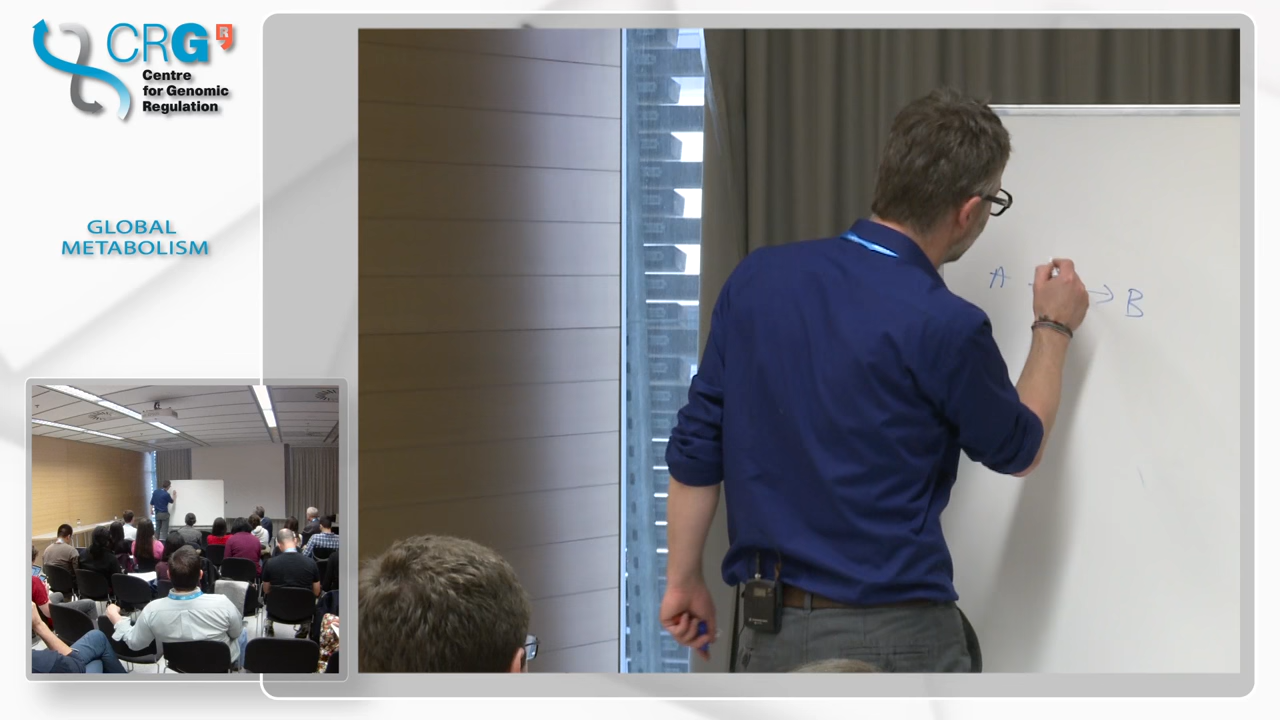 CRG
R
Centre
for Genomic
Regulation
GLOBAL
METABOLISM
A → B